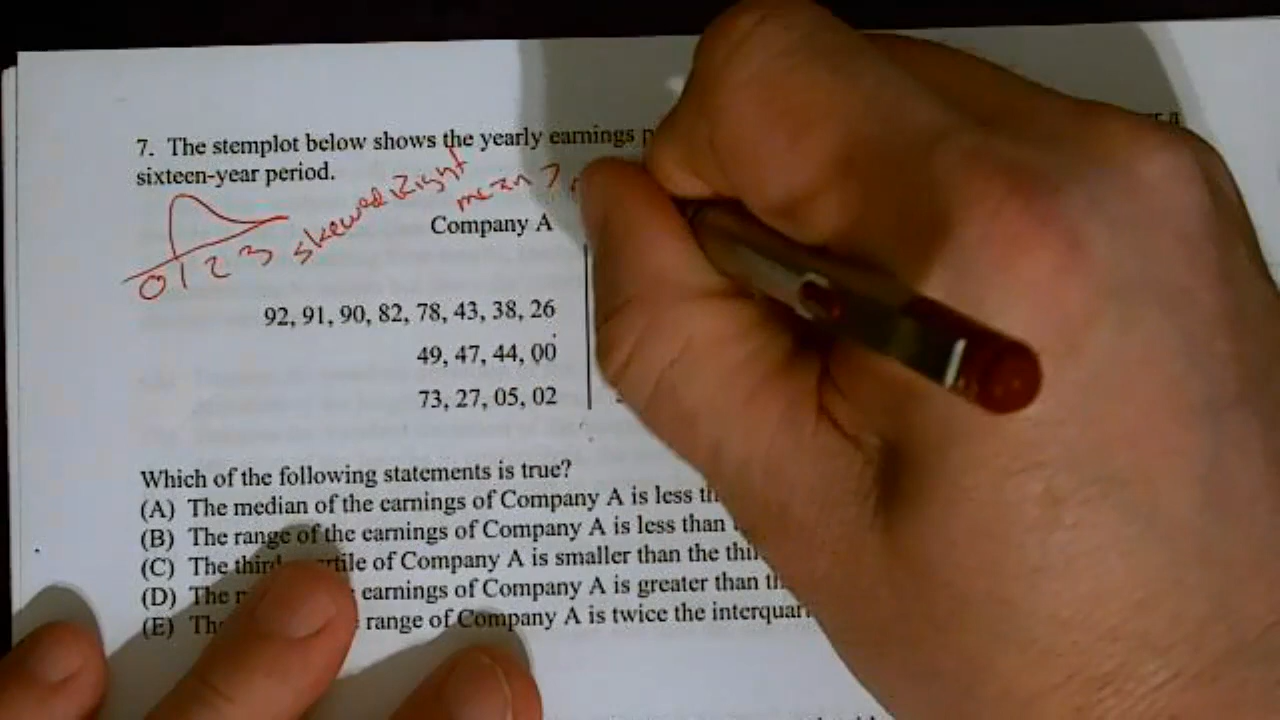 7. The stemplot below shows the yearly earnings
sixteen-year period.
skewed Right
mean >
0 1 2 3
Company A
92, 91, 90, 82, 78, 43, 38, 26
49, 47, 44, 00
73, 27, 05, 02
Which of the following statements is true?
(A) The median of the earnings of Company A is less
(B) The range of the earnings of Company A is less than
(C) The third of Company A is smaller than the
(D) The earnings of Company A is greater than
(E) range of Company A is twice the